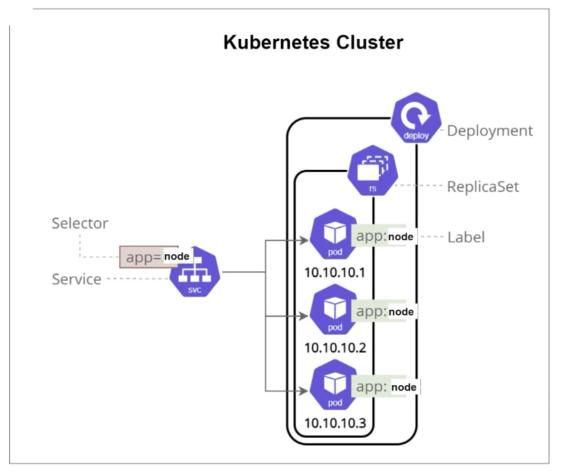 Kubernetes Cluster
deploy
Deployment
rs
ReplicaSet
Selector
app= node
Service
svc
pod
app:node
Label
10.10.10.1
pod
app:node
10.10.10.2
pod
app: node
10.10.10.3